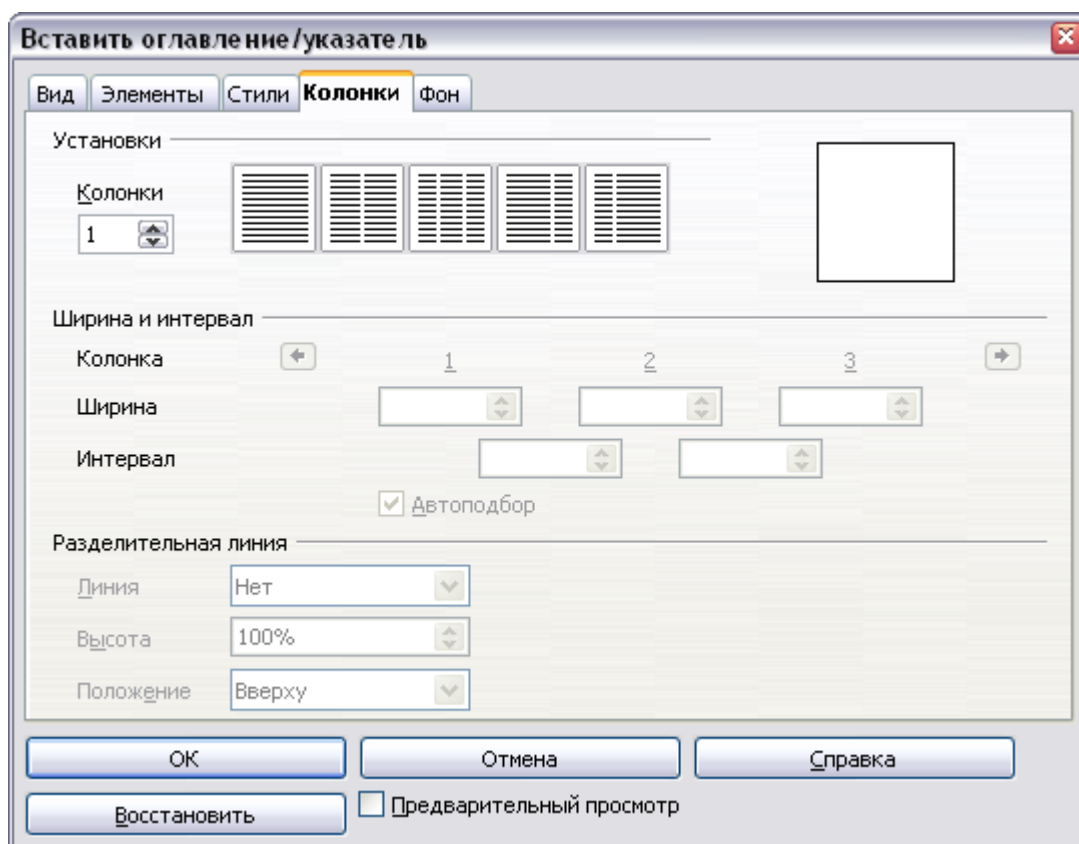 Вставить оглавление/указатель
Вид Элементы Стили Колонки Фон
Установки
Колонки
1
Ширина и интервал
Колонка 1 2 3
Ширина
Интервал
Автоподбор
Разделительная линия
Линия Нет
Высота 100%
Положение Вверху
ОК Отмена Справка
Восстановить Предварительный просмотр